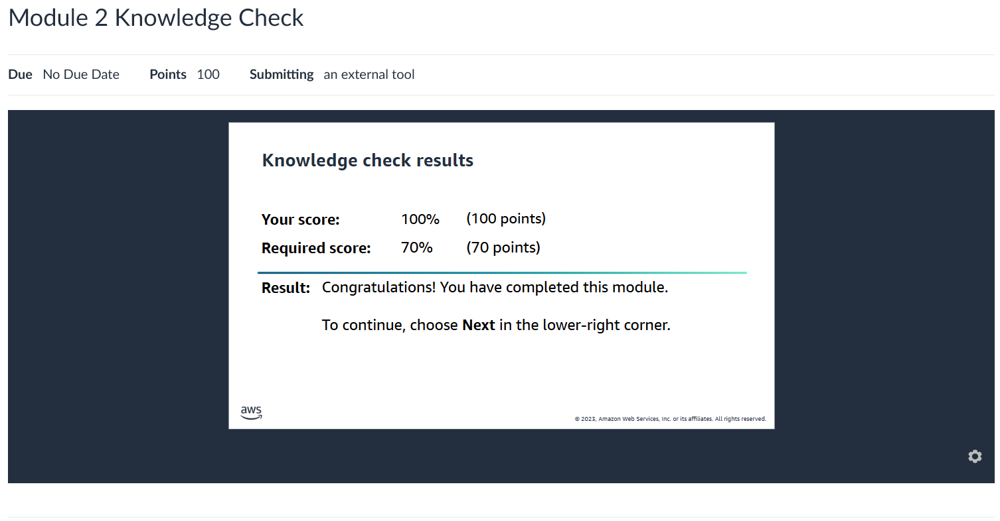 Module 2 Knowledge Check
Due No Due Date Points 100 Submitting an external tool
Knowledge check results
Your score: 100% (100 points)
Required score: 70% (70 points)
Result: Congratulations! You have completed this module.
To continue, choose Next in the lower-right corner.
aws
© 2023, Amazon Web Services, Inc. or its affiliates. All rights reserved.